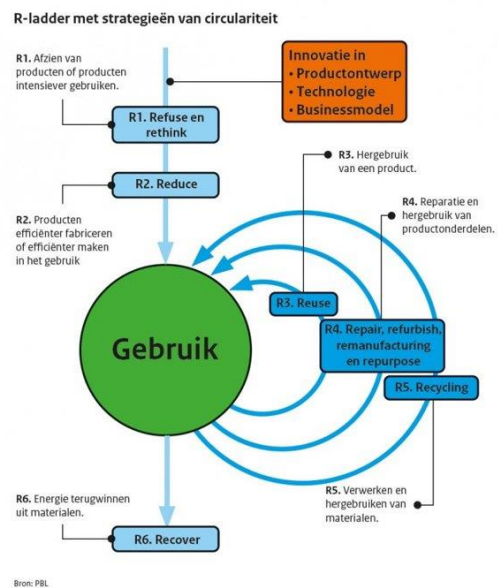 R-ladder met strategieën van circulariteit
R1. Afzien van
producten of producten
intensiever gebruiken.
Innovatie in
• Productontwerp
• Technologie
• Businessmodel
R1. Refuse en
rethink
R2. Reduce
R3. Hergebruik
van een product.
R4. Reparatie en
hergebruik van
productonderdelen.
R2. Producten
efficiënter fabriceren
of efficiënter maken
in het gebruik
R3. Reuse
R4. Repair, refurbish,
remanufacturing
en repurpose
Gebruik
R5. Recycling
R6. Energie terugwinnen
uit materialen.
R5. Verwerken en
hergebruiken van
materialen.
R6. Recover
Bron: PBL